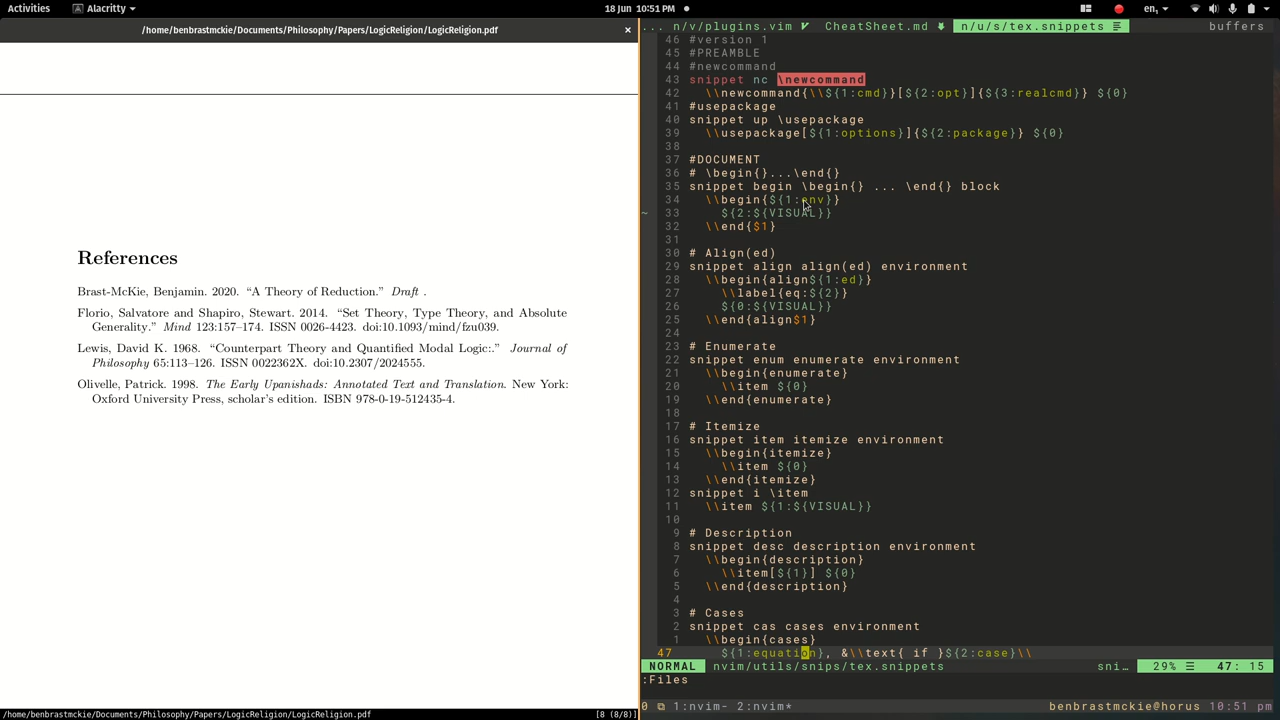 Activities
Alacritty
18 Jun 10:51 PM
en₁
/home/benbrastmckie/Documents/Philosophy/Papers/LogicReligion/LogicReligion.pdf
References
Brast-McKie, Benjamin. 2020. “A Theory of Reduction.” Draft .
Florio, Salvatore and Shapiro, Stewart. 2014. “Set Theory, Type Theory, and Absolute
Generality.” Mind 123:157–174. ISSN 0026-4423. doi:10.1093/mind/fzu039.
Lewis, David K. 1968. “Counterpart Theory and Quantified Modal Logic:.” Journal of
Philosophy 65:113–126. ISSN 0022362X. doi:10.2307/2024555.
Olivelle, Patrick. 1998. The Early Upanishads: Annotated Text and Translation. New York:
Oxford University Press, scholar’s edition. ISBN 978-0-19-512435-4.
/home/benbrastmckie/Documents/Philosophy/Papers/LogicReligion/LogicReligion.pdf [8 (8/8)]
... n/v/plugins.vim CheatSheet.md n/u/s/tex.snippets buffers
46 #version 1
45 #PREAMBLE
44 #newcommand
43 snippet nc \newcommand
42 \\newcommand{\\${1:cmd}}[${2:opt}]{${3:realcmd}} ${0}
41 #usepackage
40 snippet up \usepackage
39 \\usepackage[${1:options}]{${2:package}} ${0}
38
37 #DOCUMENT
36 # \begin{}...\end{}
35 snippet begin \begin{} ... \end{} block
34 \\begin{${1:env}}
~ 33 ${2:${VISUAL}}
32 \\end{$1}
31
30 # Align(ed)
29 snippet align align(ed) environment
28 \\begin{align${1:ed}}
27 \\label{eq:${2}}
26 ${0:${VISUAL}}
25 \\end{align$1}
24
23 # Enumerate
22 snippet enum enumerate environment
21 \\begin{enumerate}
20 \\item ${0}
19 \\end{enumerate}
18
17 # Itemize
16 snippet item itemize environment
15 \\begin{itemize}
14 \\item ${0}
13 \\end{itemize}
12 snippet i \item
11 \\item ${1:${VISUAL}}
10
9 # Description
8 snippet desc description environment
7 \\begin{description}
6 \\item[${1}] ${0}
5 \\end{description}
4
3 # Cases
2 snippet cas cases environment
1 \\begin{cases}
47 ${1:equation}, &\\text{ if }${2:case}\\
NORMAL nvim/utils/snips/tex.snippets sni… 29% ☰ 47: 15
:Files
0 1:nvim- 2:nvim* benbrastmckie@horus 10:51 pm